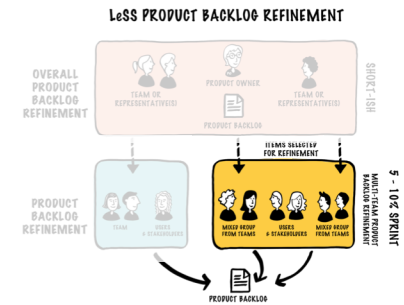 LeSS PRODUCT BACKLOG REFINEMENT
OVERALL
PRODUCT
BACKLOG
REFINEMENT
TEAM OR
REPRESENTATIVE(S)
PRODUCT OWNER
PRODUCT BACKLOG
TEAM OR
REPRESENTATIVE(S)
SHORT-ISH
ITEMS SELECTED
FOR REFINEMENT
PRODUCT
BACKLOG
REFINEMENT
TEAM
USERS
& STAKEHOLDERS
MIXED GROUP
FROM TEAMS
USERS
& STAKEHOLDERS
MIXED GROUP
FROM TEAMS
MULTI-TEAM PRODUCT
BACKLOG REFINEMENT
5 - 10% SPRINT
PRODUCT BACKLOG